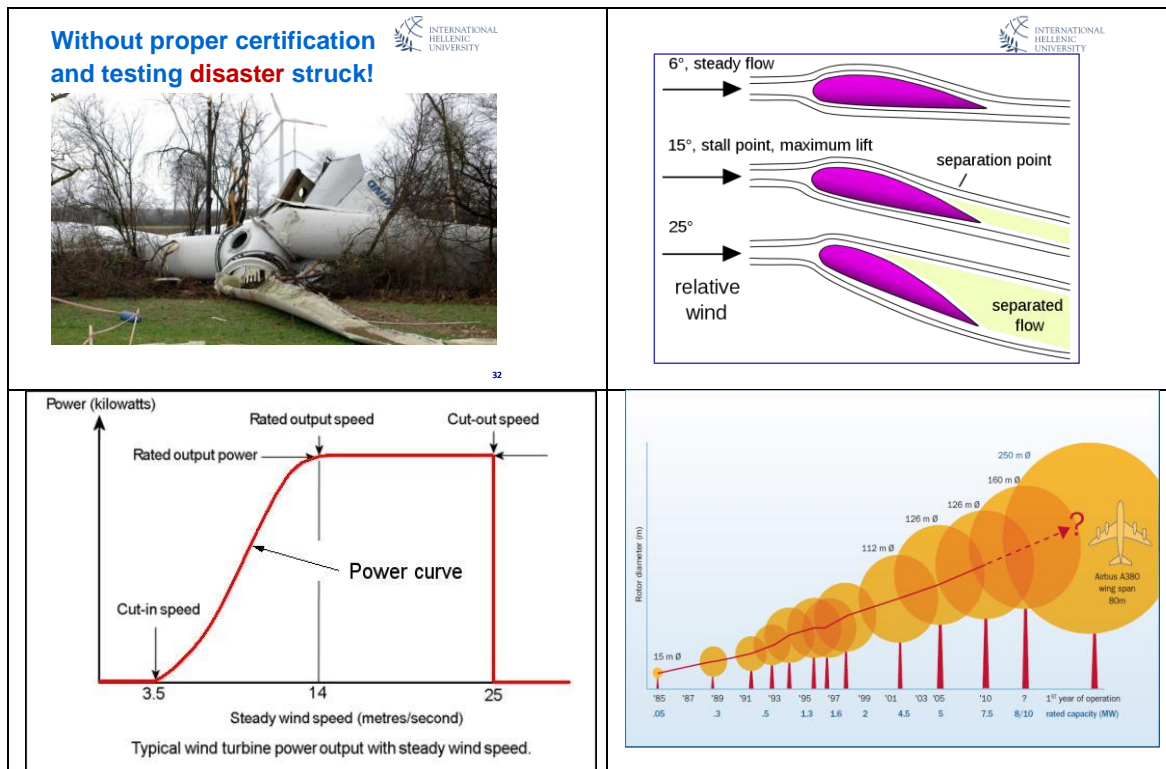 Without proper certification
and testing disaster struck!
INTERNATIONAL
HELLENIC
UNIVERSITY
32
INTERNATIONAL
HELLENIC
UNIVERSITY
6°, steady flow
15°, stall point, maximum lift
separation point
25°
relative
wind
separated
flow
Power (kilowatts)
Rated output speed
Cut-out speed
Rated output power
Power curve
Cut-in speed
3.5 14 25
Steady wind speed (metres/second)
Typical wind turbine power output with steady wind speed.
250 m Ø
160 m Ø
126 m Ø
126 m Ø
112 m Ø
?
Rotor diameter (m)
Airbus A380
wing span
80m
15 m Ø
'85 '87 '89 '91 '93 '95 '97 '99 '01 '03 '05 '10 ? 1ST year of operation
.05 .3 .5 1.3 1.6 2 4.5 5 7.5 8/10 rated capacity (MW)